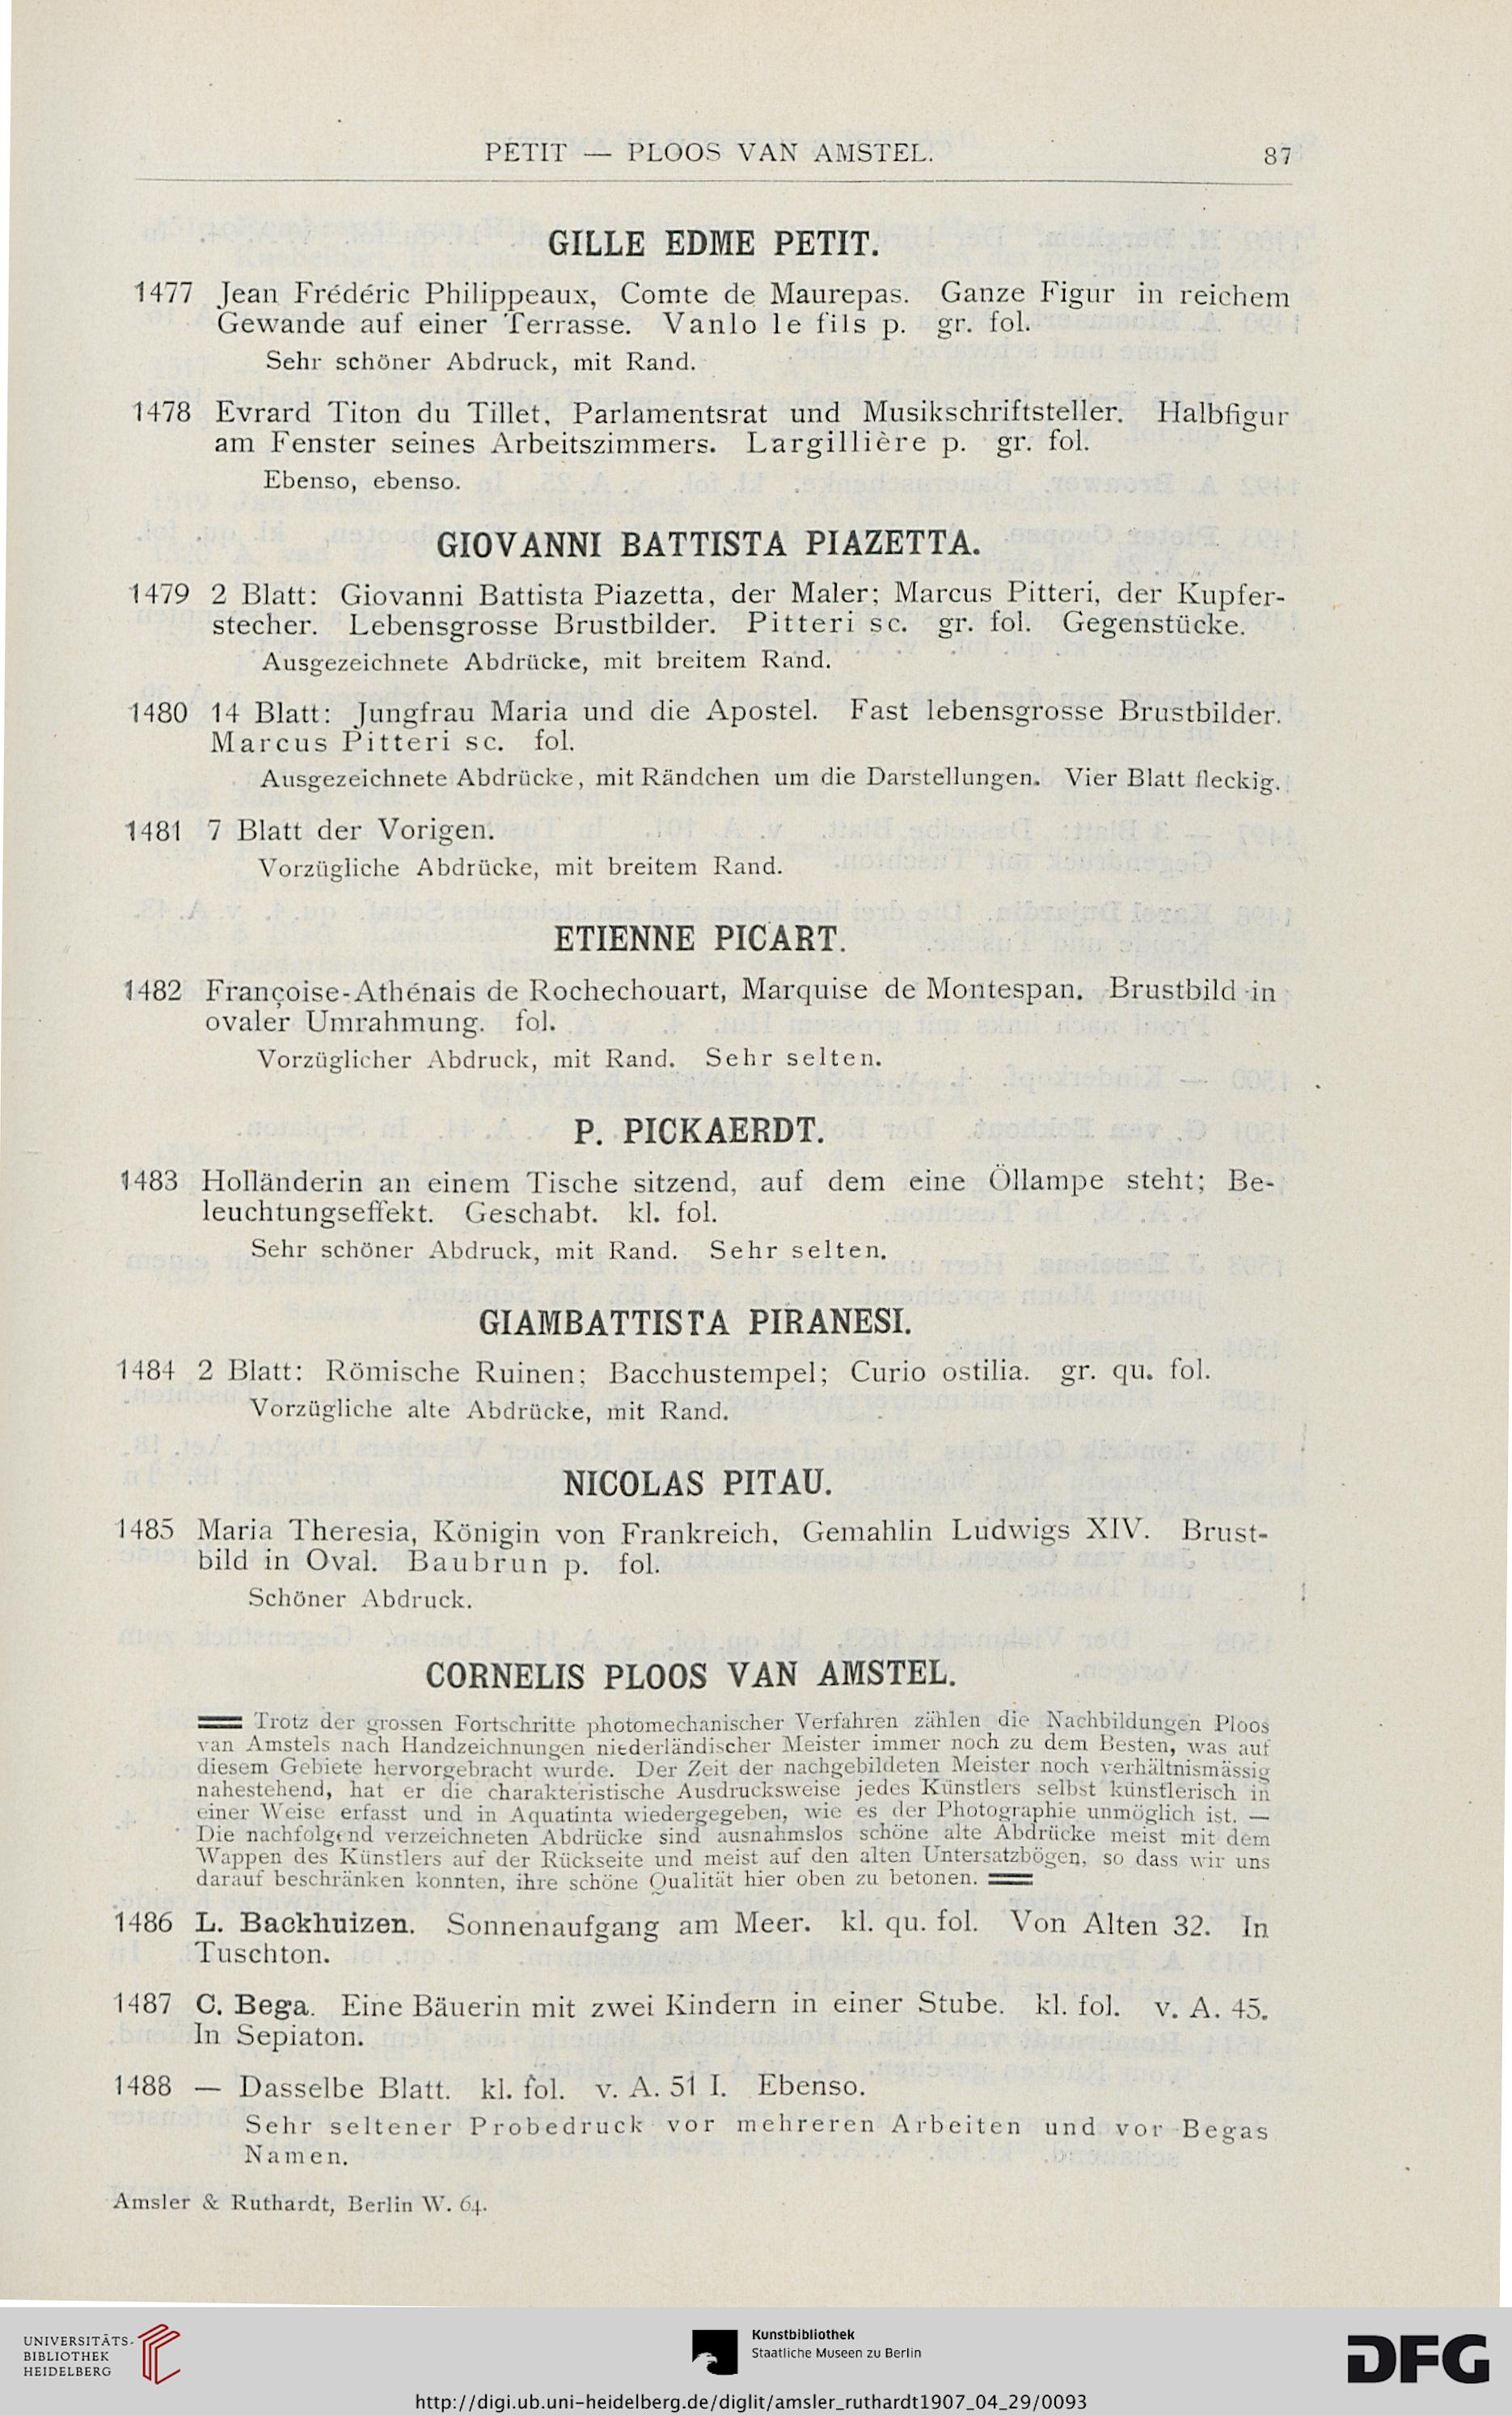 PETIT — PLOOS VAN AMSTEL. 87
GILLE EDME PETIT.
1477 Jean Frédéric Philippeaux, Comte de Maurepas. Ganze Figur in reichem
Gewande auf einer Terrasse. Vanlo le fils p. gr. fol.
Sehr schöner Abdruck, mit Rand.
1478 Evrard Titon du Tillet, Parlamentsrat und Musikschriftsteller. Halbfigur
am Fenster seines Arbeitszimmers. Largillière p. gr. fol.
Ebenso, ebenso.
GIOVANNI BATTISTA PIAZETTA.
1479 2 Blatt: Giovanni Battista Piazetta, der Maler; Marcus Pitteri, der Kupfer-
stecher. Lebensgrosse Brustbilder. Pitteri sc. gr. fol. Gegenstücke.
Ausgezeichnete Abdrücke, mit breitem Rand.
1480 14 Blatt: Jungfrau Maria und die Apostel. Fast lebensgrosse Brustbilder.
Marcus Pitteri sc. fol.
Ausgezeichnete Abdrücke, mit Rändchen um die Darstellungen. Vier Blatt fleckig.
1481 7 Blatt der Vorigen.
Vorzügliche Abdrücke, mit breitem Rand.
ETIENNE PICART.
1482 Françoise-Athénais de Rochechouart, Marquise de Montespan. Brustbild in
ovaler Umrahmung. fol.
Vorzüglicher Abdruck, mit Rand. Sehr selten.
P. PICKAERDT.
1483 Holländerin an einem Tische sitzend, auf dem eine Öllampe steht; Be-
leuchtungseffekt. Geschabt. kl. fol.
Sehr schöner Abdruck, mit Rand. Sehr selten.
GIAMBATTISTA PIRANESI.
1484 2 Blatt: Römische Ruinen; Bacchustempel; Curio ostilia. gr. qu. fol.
Vorzügliche alte Abdrücke, mit Rand.
NICOLAS PITAU.
1485 Maria Theresia, Königin von Frankreich, Gemahlin Ludwigs XIV. Brust-
bild in Oval. Baubrun p. fol.
Schöner Abdruck.
CORNELIS PLOOS VAN AMSTEL.
Trotz der grossen Fortschritte photomechanischer Verfahren zählen die Nachbildungen Ploos
van Amstels nach Handzeichnungen niederländischer Meister immer noch zu dem Besten, was auf
diesem Gebiete hervorgebracht wurde. Der Zeit der nachgebildeten Meister noch verhältnismässig
nahestehend, hat er die charakteristische Ausdrucksweise jedes Künstlers selbst künstlerisch in
einer Weise erfasst und in Aquatinta wiedergegeben, wie es der Photographie unmöglich ist. —
Die nachfolgend verzeichneten Abdrücke sind ausnahmslos schöne alte Abdrücke meist mit dem
Wappen des Künstlers auf der Rückseite und meist auf den alten Untersatzbögen, so dass wir uns
darauf beschränken konnten, ihre schöne Qualität hier oben zu betonen.
1486 L. Backhuizen. Sonnenaufgang am Meer. kl. qu. fol. Von Alten 32. In
Tuschton.
1487 C. Bega. Eine Bäuerin mit zwei Kindern in einer Stube. kl. fol. v. A. 45.
In Sepiaton.
1488 — Dasselbe Blatt. kl. fol. v. A. 51 I. Ebenso.
Sehr seltener Probedruck vor mehreren Arbeiten und vor Begas
Namen.
Amsler & Ruthardt, Berlin W. 64.
UNIVERSITÄTS-
BIBLIOTHEK
HEIDELBERG
Kunstbibliothek
Staatliche Museen zu Berlin
DFG
http://digi.ub.uni-heidelberg.de/diglit/amsler_ruthardt1907_04_29/0093